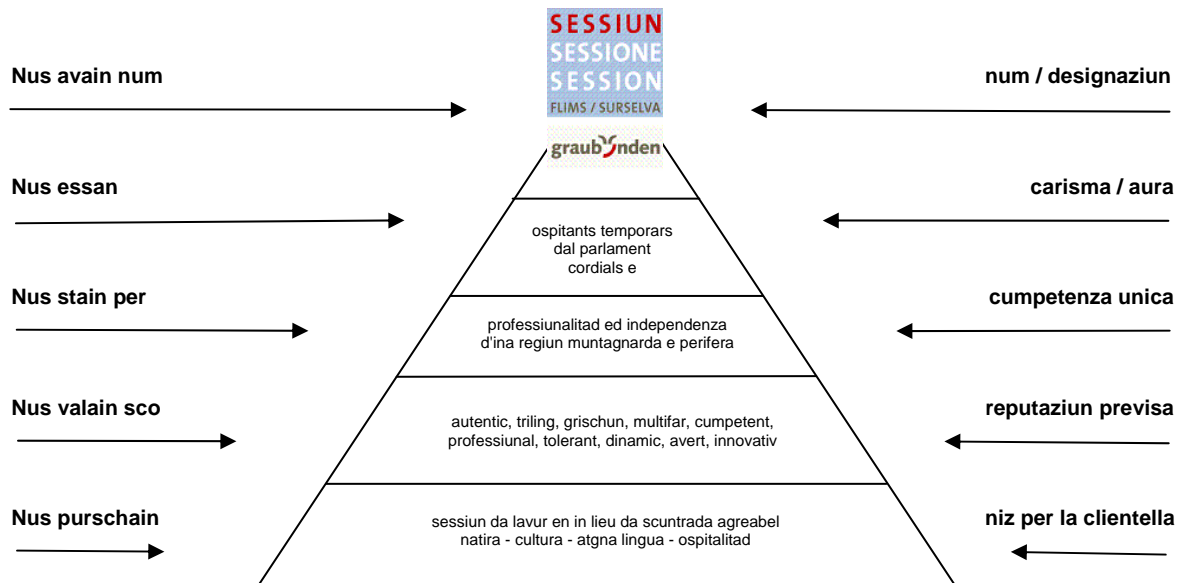 SESSIUN
SESSIONE
SESSION
FLIMS / SURSELVA
graubünden
Nus avain num
num / designaziun
Nus essan
carisma / aura
ospitants temporars
dal parlament
cordials e
Nus stain per
cumpetenza unica
professiunalitad ed independenza
d'ina regiun muntagnarda e perifera
Nus valain sco
reputaziun previsa
autentic, triling, grischun, multifar, cumpetent,
professiunal, tolerant, dinamic, avert, innovativ
Nus purschain
niz per la clientella
sessiun da lavur en in lieu da scuntrada agreabel
natira - cultura - atgna lingua - ospitalitad